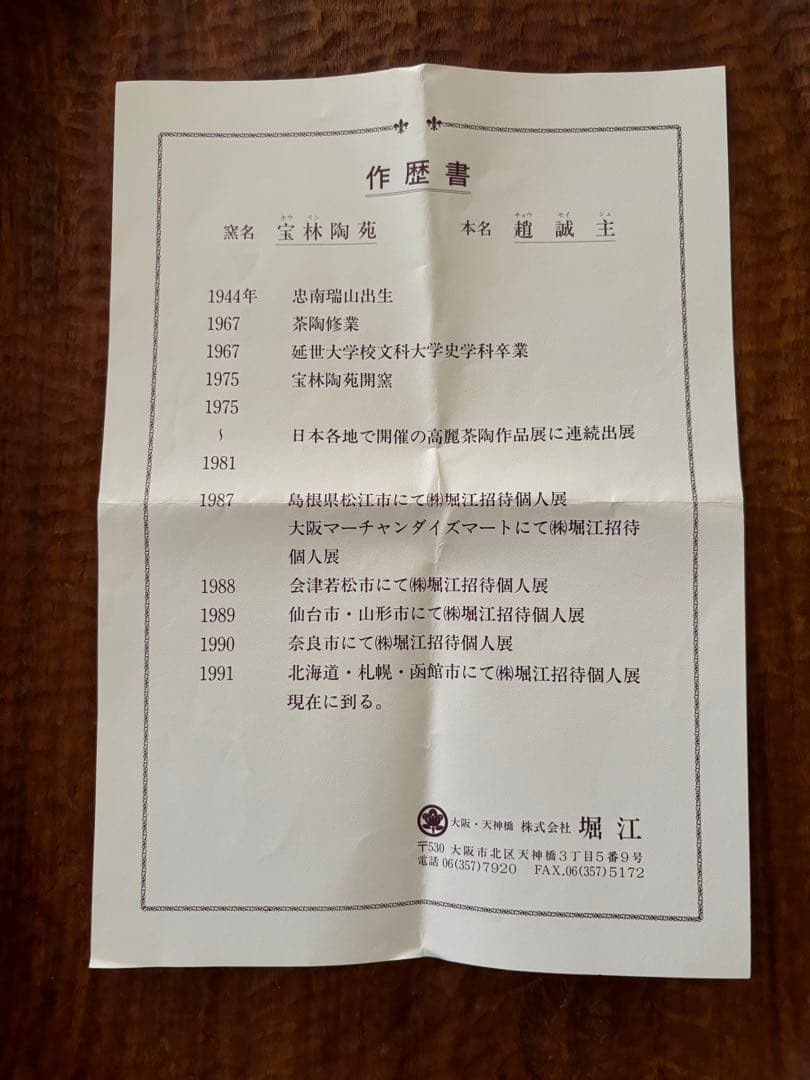 作歴書
窯名 宝林陶苑 本名 趙誠主
ホウ リン チョウ セイ シュ
1944年 忠南瑞山出生
1967 茶陶修業
1967 延世大学校文科大学史学科卒業
1975 宝林陶苑開窯
1975
〜 日本各地で開催の高麗茶陶作品展に連続出展
1981
1987 島根県松江市にて㈱堀江招待個人展
大阪マーチャンダイズマートにて㈱堀江招待
個人展
1988 会津若松市にて㈱堀江招待個人展
1989 仙台市・山形市にて㈱堀江招待個人展
1990 奈良市にて㈱堀江招待個人展
1991 北海道・札幌・函館市にて㈱堀江招待個人展
現在に到る。
大阪・天神橋 株式会社 堀江
〒530 大阪市北区天神橋3丁目5番9号
電話 06(357)7920 FAX.06(357)5172